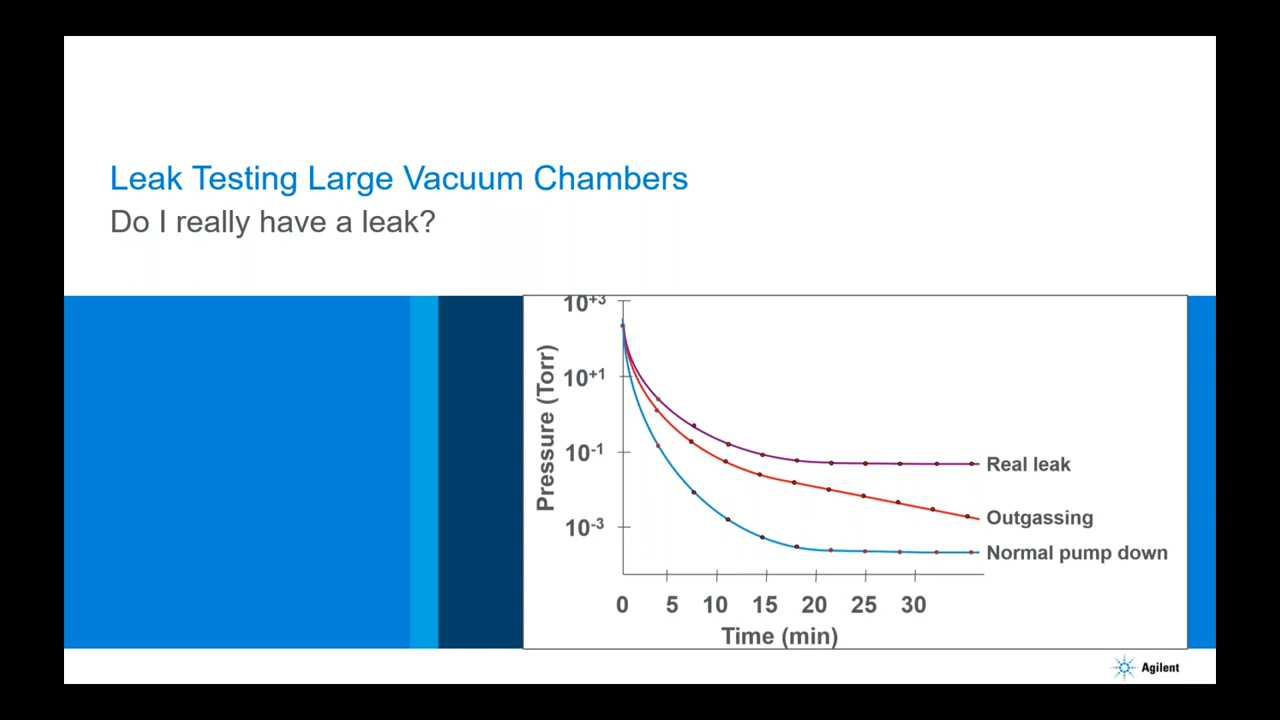 Leak Testing Large Vacuum Chambers
Do I really have a leak?
10+3
10+1
10-1
10-3
Pressure (Torr)
Real leak
Outgassing
Normal pump down
0 5 10 15 20 25 30
Time (min)
Agilent